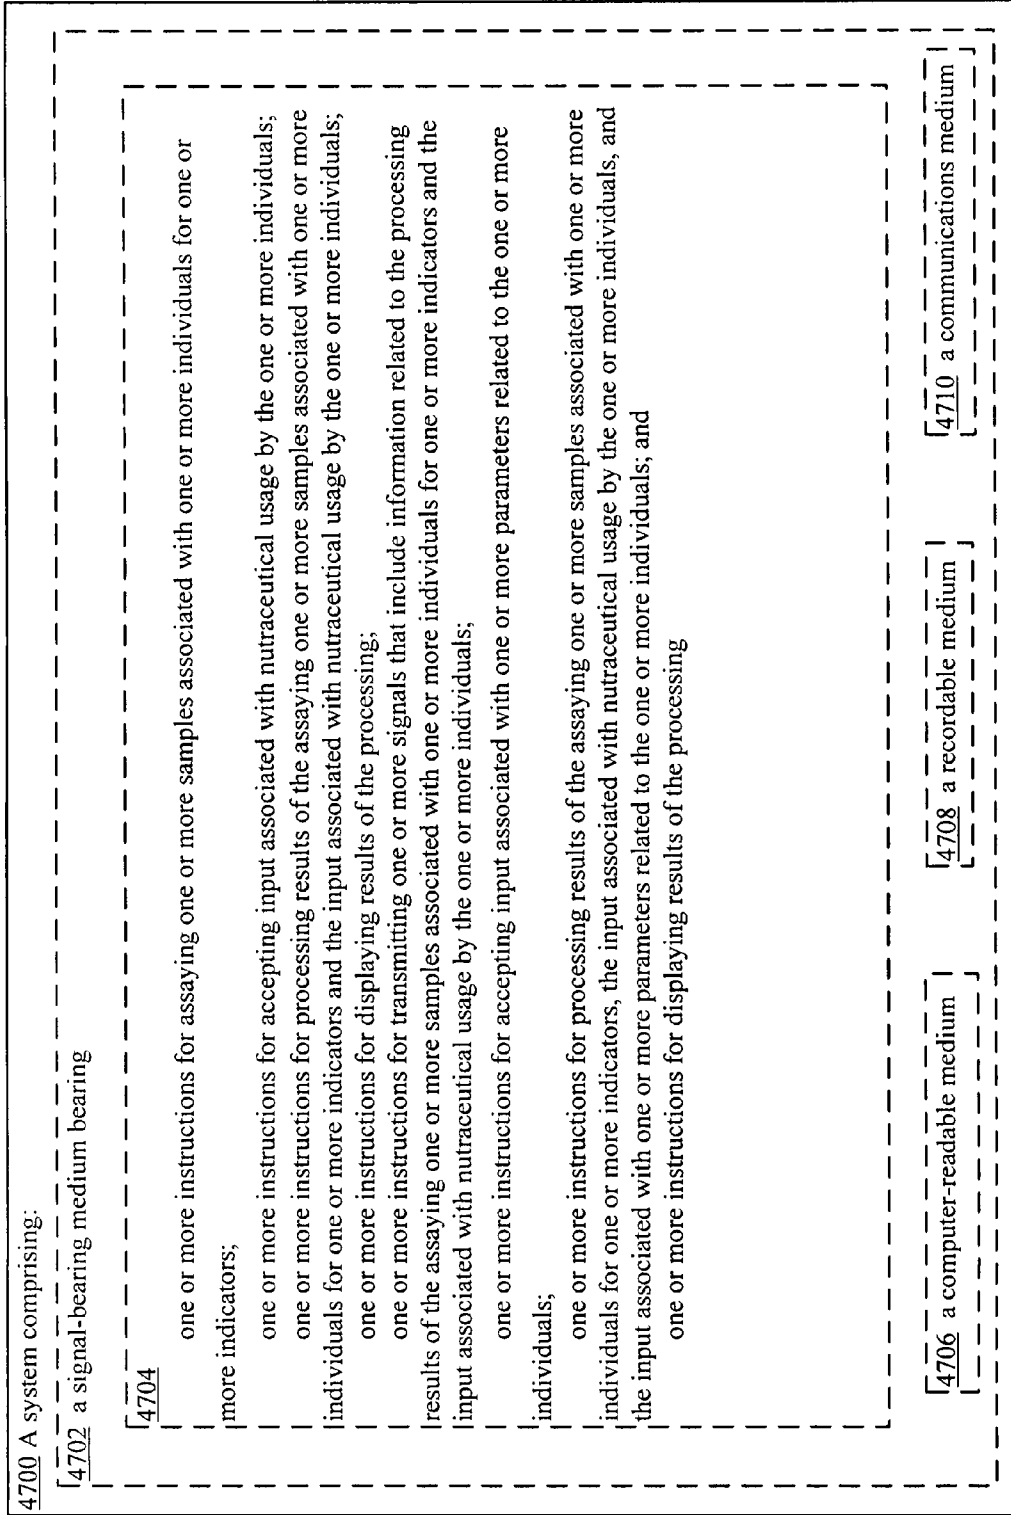 4700 A system comprising:
4702 a signal-bearing medium bearing
4704
one or more instructions for assaying one or more samples associated with one or more individuals for one or
more indicators;
one or more instructions for accepting input associated with nutraceutical usage by the one or more individuals;
one or more instructions for processing results of the assaying one or more samples associated with one or more
individuals for one or more indicators and the input associated with nutraceutical usage by the one or more individuals;
one or more instructions for displaying results of the processing;
one or more instructions for transmitting one or more signals that include information related to the processing
results of the assaying one or more samples associated with one or more individuals for one or more indicators and the
input associated with nutraceutical usage by the one or more individuals;
one or more instructions for accepting input associated with one or more parameters related to the one or more
individuals;
one or more instructions for processing results of the assaying one or more samples associated with one or more
individuals for one or more indicators, the input associated with nutraceutical usage by the one or more individuals, and
the input associated with one or more parameters related to the one or more individuals; and
one or more instructions for displaying results of the processing
4706 a computer-readable medium
4708 a recordable medium
4710 a communications medium